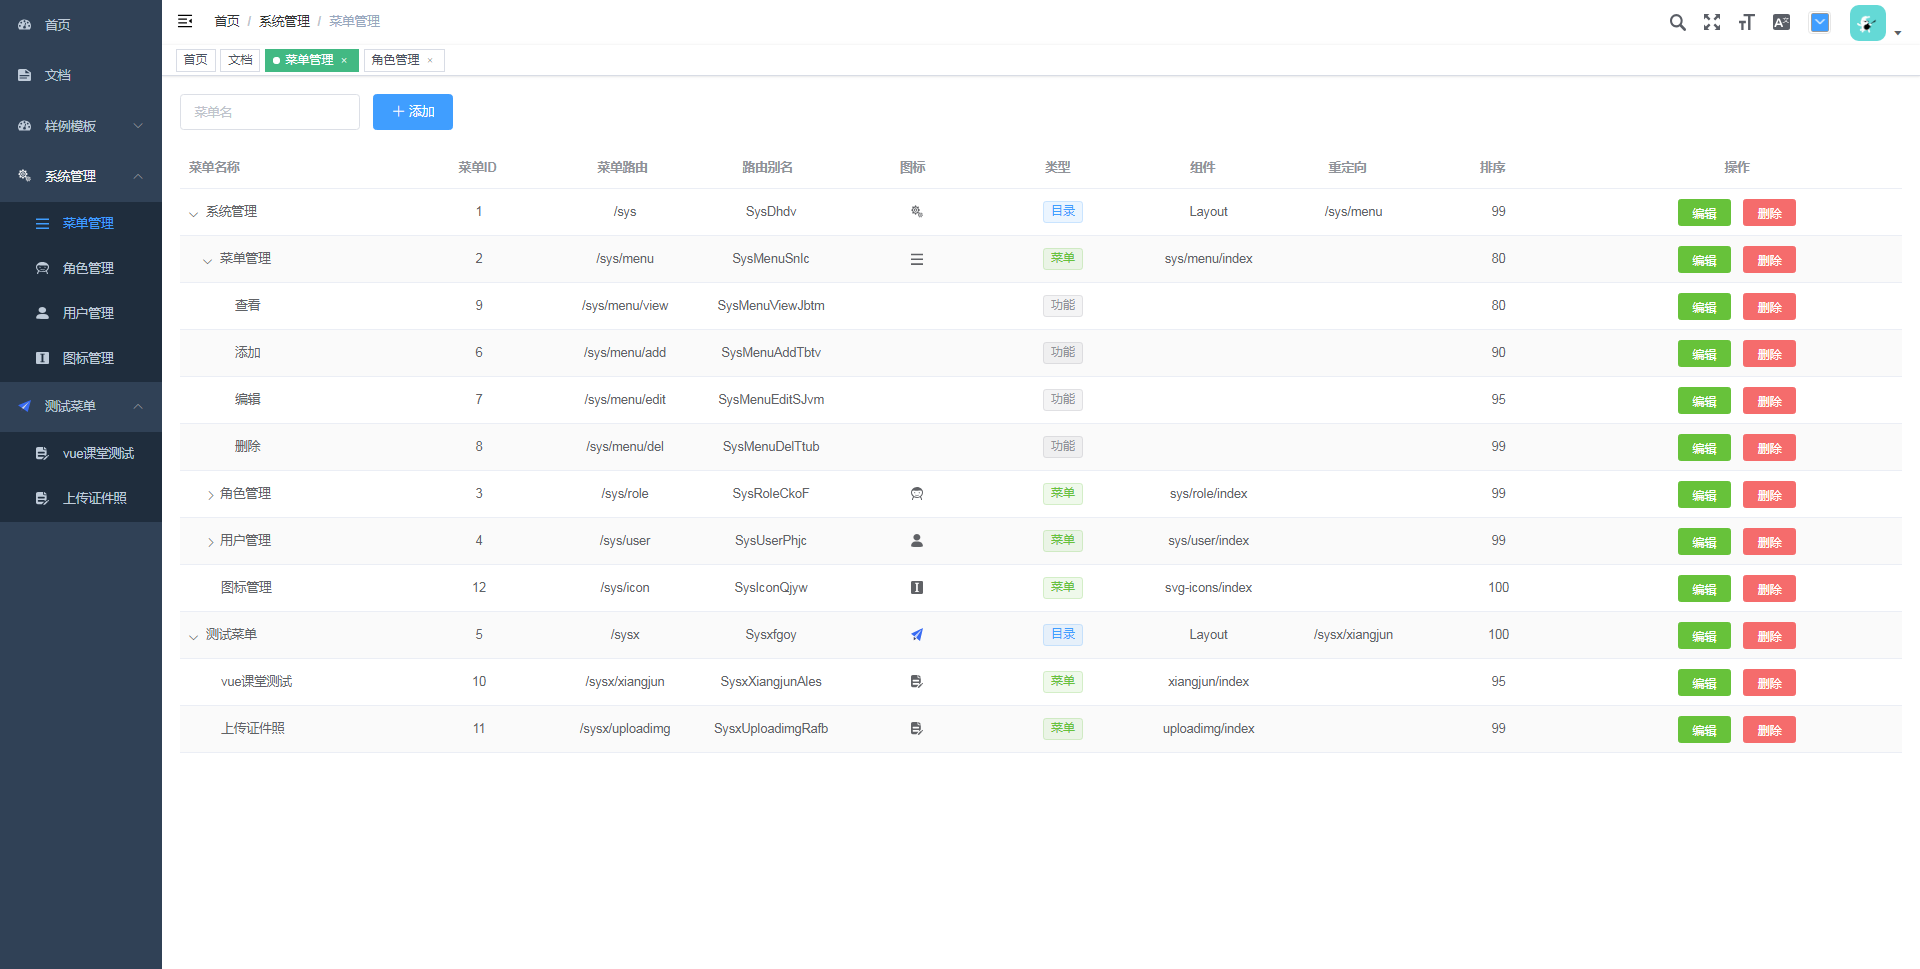 首页
文档
样例模板
系统管理
菜单管理
角色管理
用户管理
图标管理
测试菜单
vue课堂测试
上传证件照
首页 / 系统管理 / 菜单管理
首页 文档 菜单管理 × 角色管理 ×
菜单名 添加
菜单名称 菜单ID 菜单路由 路由别名 图标 类型 组件 重定向 排序 操作
系统管理 1 /sys SysDhdv 目录 Layout /sys/menu 99 编辑 删除
菜单管理 2 /sys/menu SysMenuSnlc 菜单 sys/menu/index 80 编辑 删除
查看 9 /sys/menu/view SysMenuViewJbtm 功能 80 编辑 删除
添加 6 /sys/menu/add SysMenuAddTbtv 功能 90 编辑 删除
编辑 7 /sys/menu/edit SysMenuEditSJvm 功能 95 编辑 删除
删除 8 /sys/menu/del SysMenuDelTtub 功能 99 编辑 删除
角色管理 3 /sys/role SysRoleCkoF 菜单 sys/role/index 99 编辑 删除
用户管理 4 /sys/user SysUserPhjc 菜单 sys/user/index 99 编辑 删除
图标管理 12 /sys/icon SysIconQjyw 菜单 svg-icons/index 100 编辑 删除
测试菜单 5 /sysx Sysxfgoy 目录 Layout /sysx/xiangjun 100 编辑 删除
vue课堂测试 10 /sysx/xiangjun SysxXiangjunAles 菜单 xiangjun/index 95 编辑 删除
上传证件照 11 /sysx/uploadimg SysxUploadimgRafb 菜单 uploadimg/index 99 编辑 删除